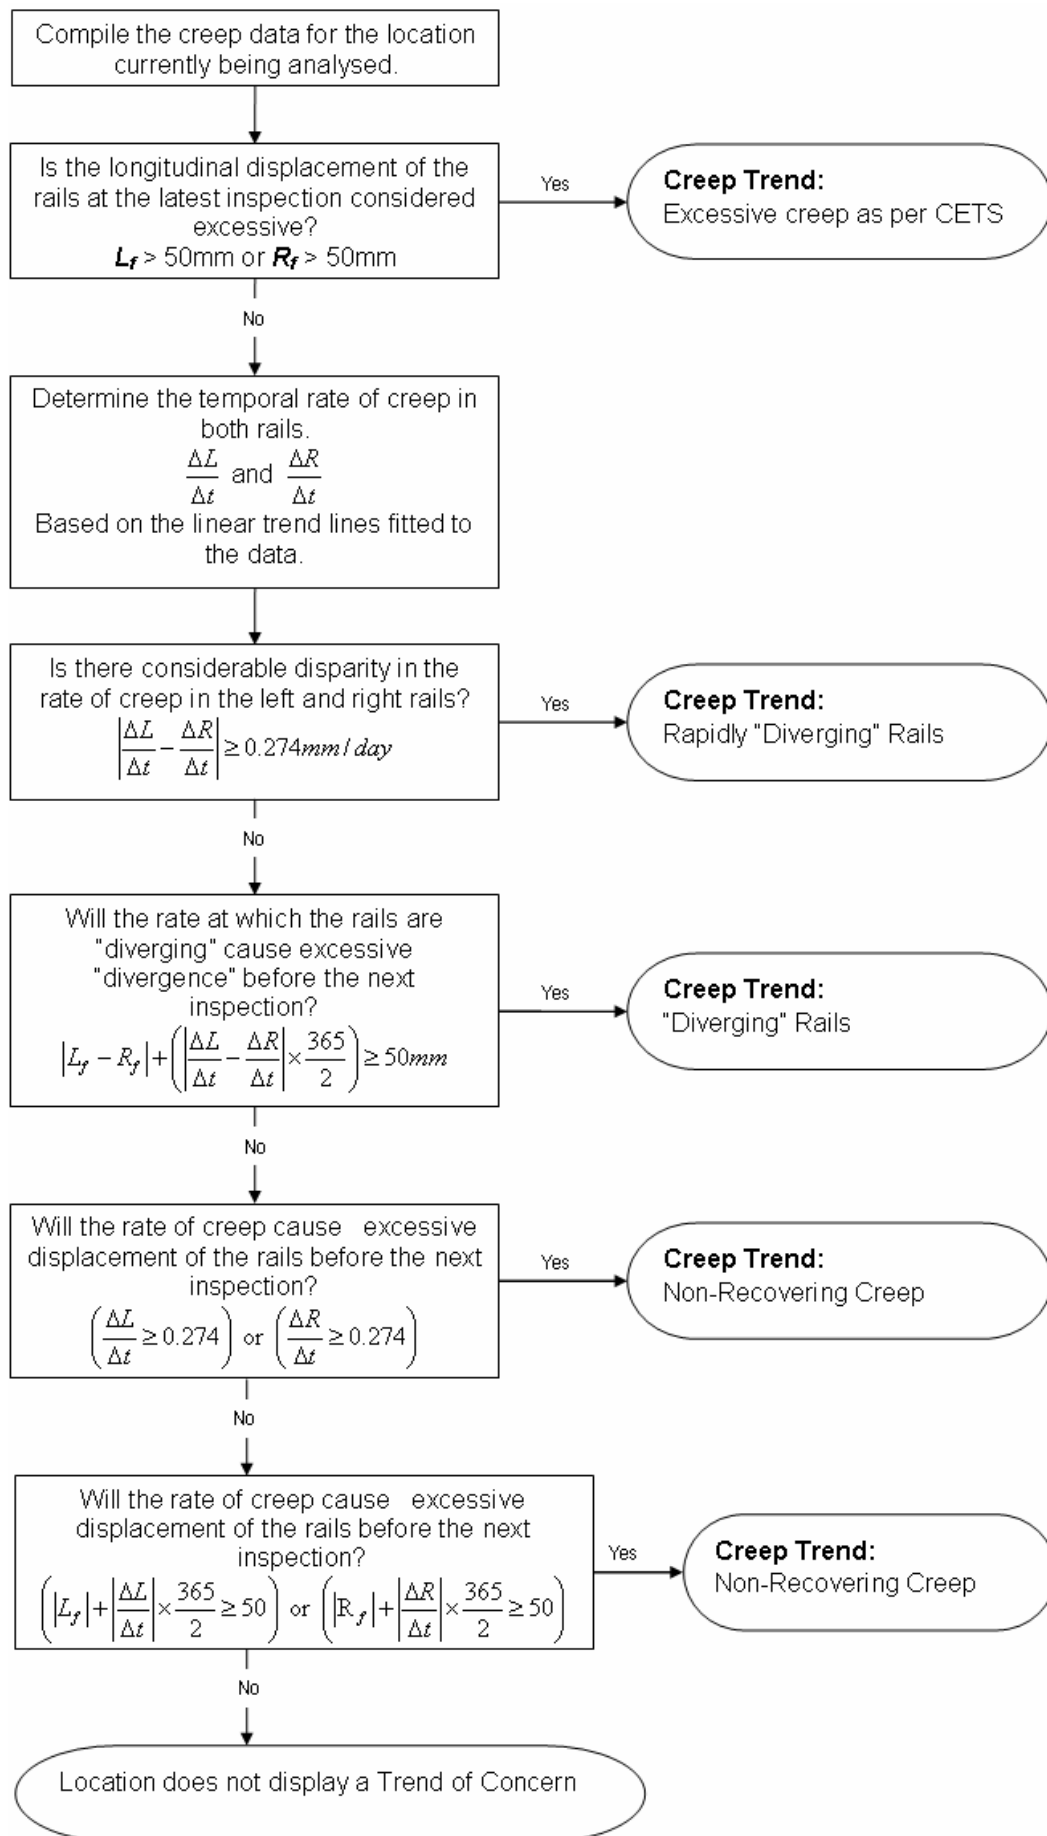 Compile the creep data for the location
currently being analysed.
Is the longitudinal displacement of the
rails at the latest inspection considered
excessive?
L_f > 50mm or R_f > 50mm
Yes
Creep Trend:
Excessive creep as per CETS
No
Determine the temporal rate of creep in
both rails.
ΔL/Δt and ΔR/Δt
Based on the linear trend lines fitted to
the data.
Is there considerable disparity in the
rate of creep in the left and right rails?
|ΔL/Δt − ΔR/Δt| ≥ 0.274mm/day
Yes
Creep Trend:
Rapidly "Diverging" Rails
No
Will the rate at which the rails are
"diverging" cause excessive
"divergence" before the next
inspection?
|L_f − R_f| + (|ΔL/Δt − ΔR/Δt| × 365/2) ≥ 50mm
Yes
Creep Trend:
"Diverging" Rails
No
Will the rate of creep cause excessive
displacement of the rails before the next
inspection?
(ΔL/Δt ≥ 0.274) or (ΔR/Δt ≥ 0.274)
Yes
Creep Trend:
Non-Recovering Creep
No
Will the rate of creep cause excessive
displacement of the rails before the next
inspection?
(|L_f| + |ΔL/Δt| × 365/2 ≥ 50) or (|R_f| + |ΔR/Δt| × 365/2 ≥ 50)
Yes
Creep Trend:
Non-Recovering Creep
No
Location does not display a Trend of Concern